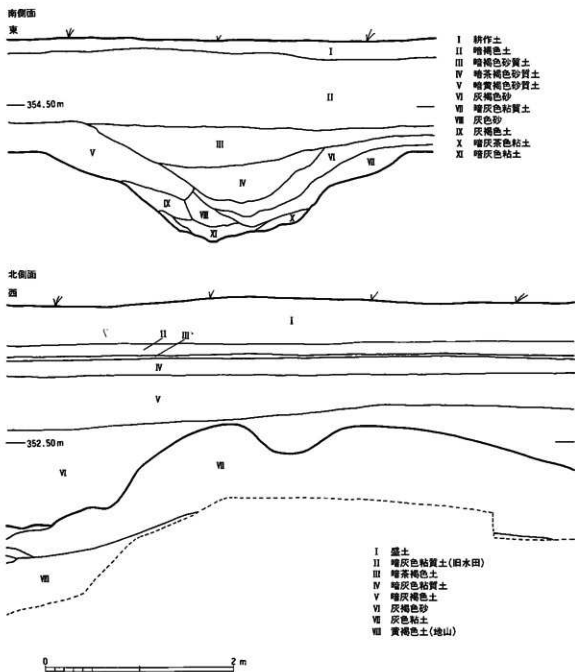 南側面
東
I 耕作土
II 暗褐色土
III 暗褐色砂質土
IV 暗茶褐色砂質土
V 暗黄褐色砂質土
VI 灰褐色砂
VII 暗灰色粘質土
VIII 灰色砂
IX 灰褐色土
X 暗灰茶色粘土
XI 暗灰色粘土
I
II
354.50m
III
V
VI
VII
IV
IX
VIII
X
XI
北側面
西
I
II
III
IV
V
352.50m
VI
VII
VIII
I 盛土
II 暗灰色粘質土(旧水田)
III 暗茶褐色土
IV 暗灰色粘質土
V 暗灰褐色土
VI 灰褐色砂
VII 灰色粘土
VIII 黄褐色土(地山)
0 2m